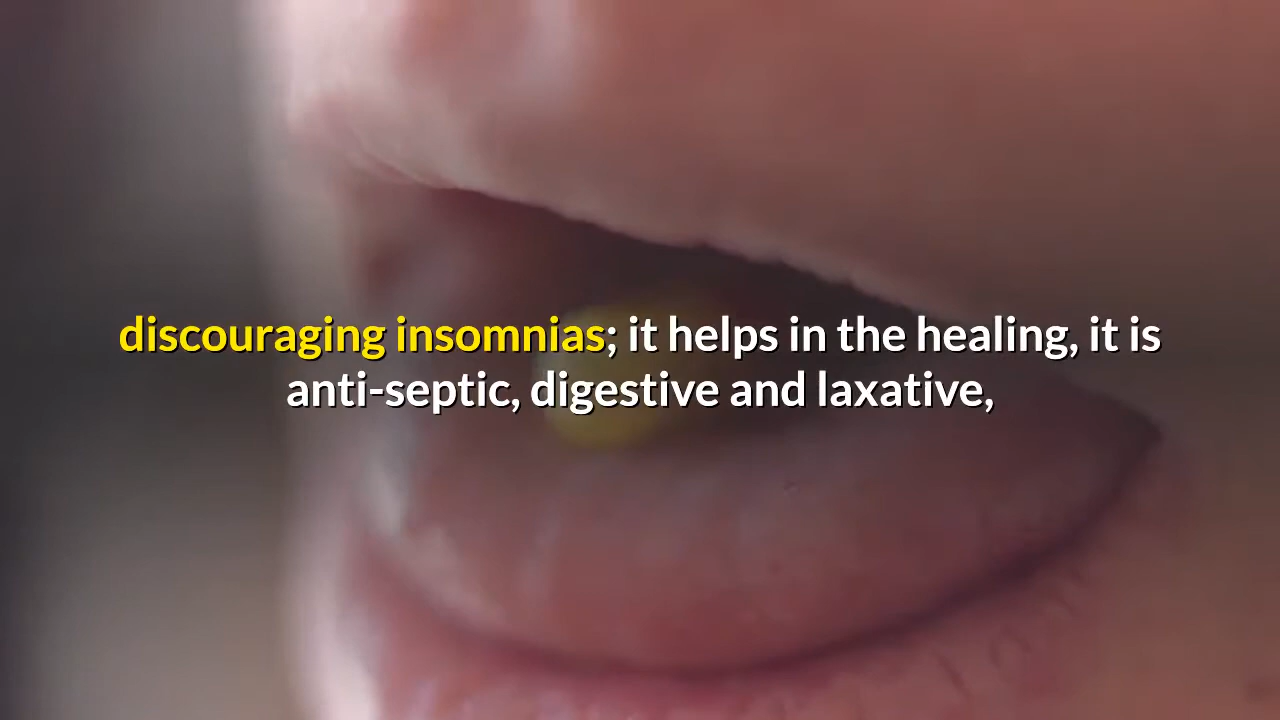 discouraging insomnias; it helps in the healing, it is
anti-septic, digestive and laxative,